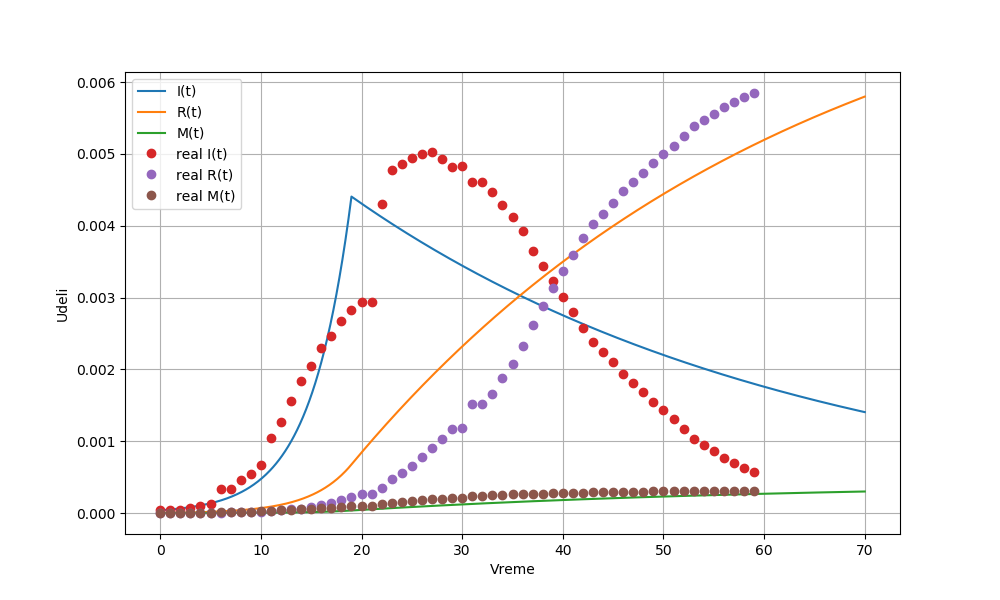 I(t)
R(t)
M(t)
real I(t)
real R(t)
real M(t)
0.006
0.005
0.004
0.003
0.002
0.001
0.000
Udeli
0 10 20 30 40 50 60 70
Vreme